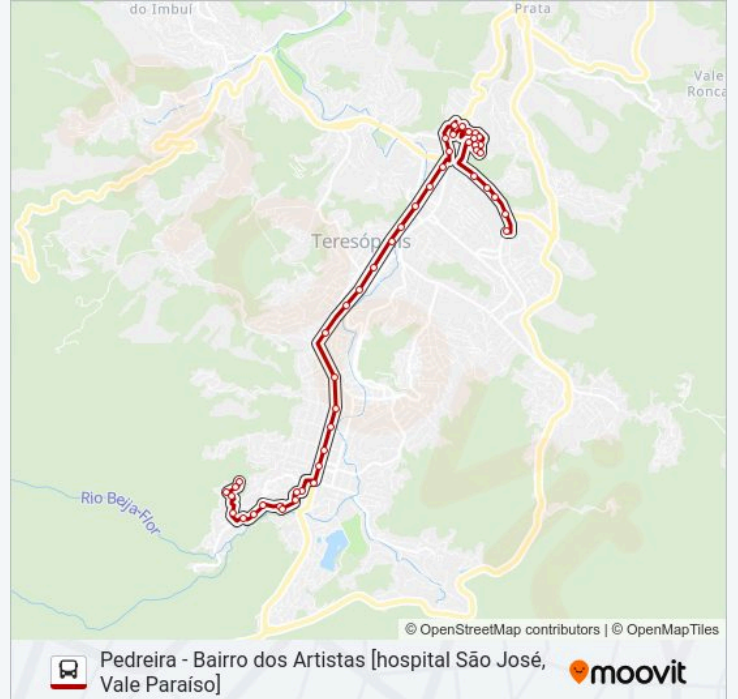 do Imbuí
Prata
Vale
Ronca
Teresópolis
Rio Beija-Flor
© OpenStreetMap contributors | © OpenMapTiles
Pedreira - Bairro dos Artistas [hospital São José,
Vale Paraíso]
moovit